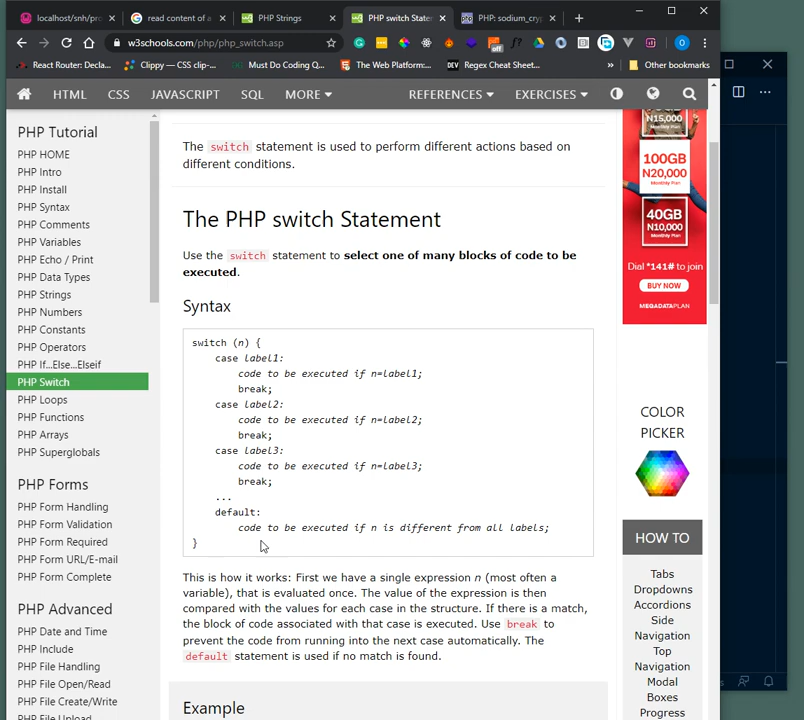 localhost/snh/pro
read content of a
PHP Strings
PHP switch Statem
PHP: sodium_cry
w3schools.com/php/php_switch.asp
off
React Router: Decla...
Clippy — CSS clip-...
Must Do Coding Q...
The Web Platform:...
DEV
Regex Cheat Sheet...
Other bookmarks
HTML
CSS
JAVASCRIPT
SQL
MORE
REFERENCES
EXERCISES
PHP Tutorial
PHP HOME
PHP Intro
PHP Install
PHP Syntax
PHP Comments
PHP Variables
PHP Echo / Print
PHP Data Types
PHP Strings
PHP Numbers
PHP Constants
PHP Operators
PHP If...Else...Elseif
PHP Switch
PHP Loops
PHP Functions
PHP Arrays
PHP Superglobals
PHP Forms
PHP Form Handling
PHP Form Validation
PHP Form Required
PHP Form URL/E-mail
PHP Form Complete
PHP Advanced
PHP Date and Time
PHP Include
PHP File Handling
PHP File Open/Read
PHP File Create/Write
PHP File Upload
The switch statement is used to perform different actions based on
different conditions.
The PHP switch Statement
Use the switch statement to select one of many blocks of code to be
executed.
Syntax
switch (n) {
case label1:
code to be executed if n=label1;
break;
case label2:
code to be executed if n=label2;
break;
case label3:
code to be executed if n=label3;
break;
...
default:
code to be executed if n is different from all labels;
}
This is how it works: First we have a single expression n (most often a
variable), that is evaluated once. The value of the expression is then
compared with the values for each case in the structure. If there is a match,
the block of code associated with that case is executed. Use break to
prevent the code from running into the next case automatically. The
default statement is used if no match is found.
Example
N15,000
Monthly Plan
100GB
N20,000
Monthly Plan
40GB
N10,000
Monthly Plan
Dial *141# to join
BUY NOW
MEGADATAPLAN
COLOR
PICKER
HOW TO
Tabs
Dropdowns
Accordions
Side
Navigation
Top
Navigation
Modal
Boxes
Progress